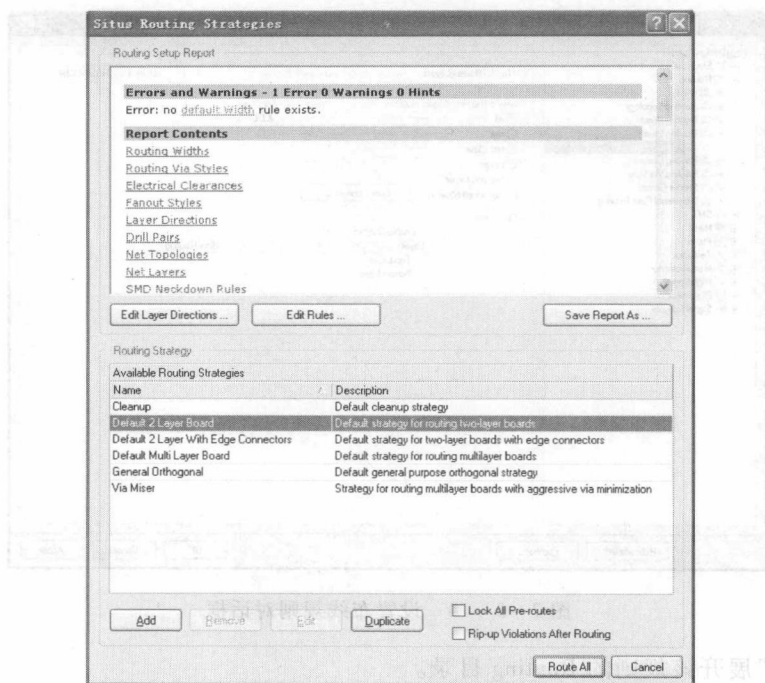 Situs Routing Strategies
Routing Setup Report
Errors and Warnings - 1 Error 0 Warnings 0 Hints
Error: no default width rule exists.
Report Contents
Routing Widths
Routing Via Styles
Electrical Clearances
Fanout Styles
Layer Directions
Drill Pairs
Net Topologies
Net Layers
SMD Neckdown Rules
Edit Layer Directions ... Edit Rules ... Save Report As ...
Routing Strategy
Available Routing Strategies
Name Description
Cleanup Default cleanup strategy
Default 2 Layer Board Default strategy for routing two-layer boards
Default 2 Layer With Edge Connectors Default strategy for two-layer boards with edge connectors
Default Multi Layer Board Default strategy for routing multilayer boards
General Orthogonal Default general purpose orthogonal strategy
Via Miser Strategy for routing multilayer boards with aggressive via minimization
Add Remove Edit Duplicate
Lock All Pre-routes
Rip-up Violations After Routing
Route All Cancel